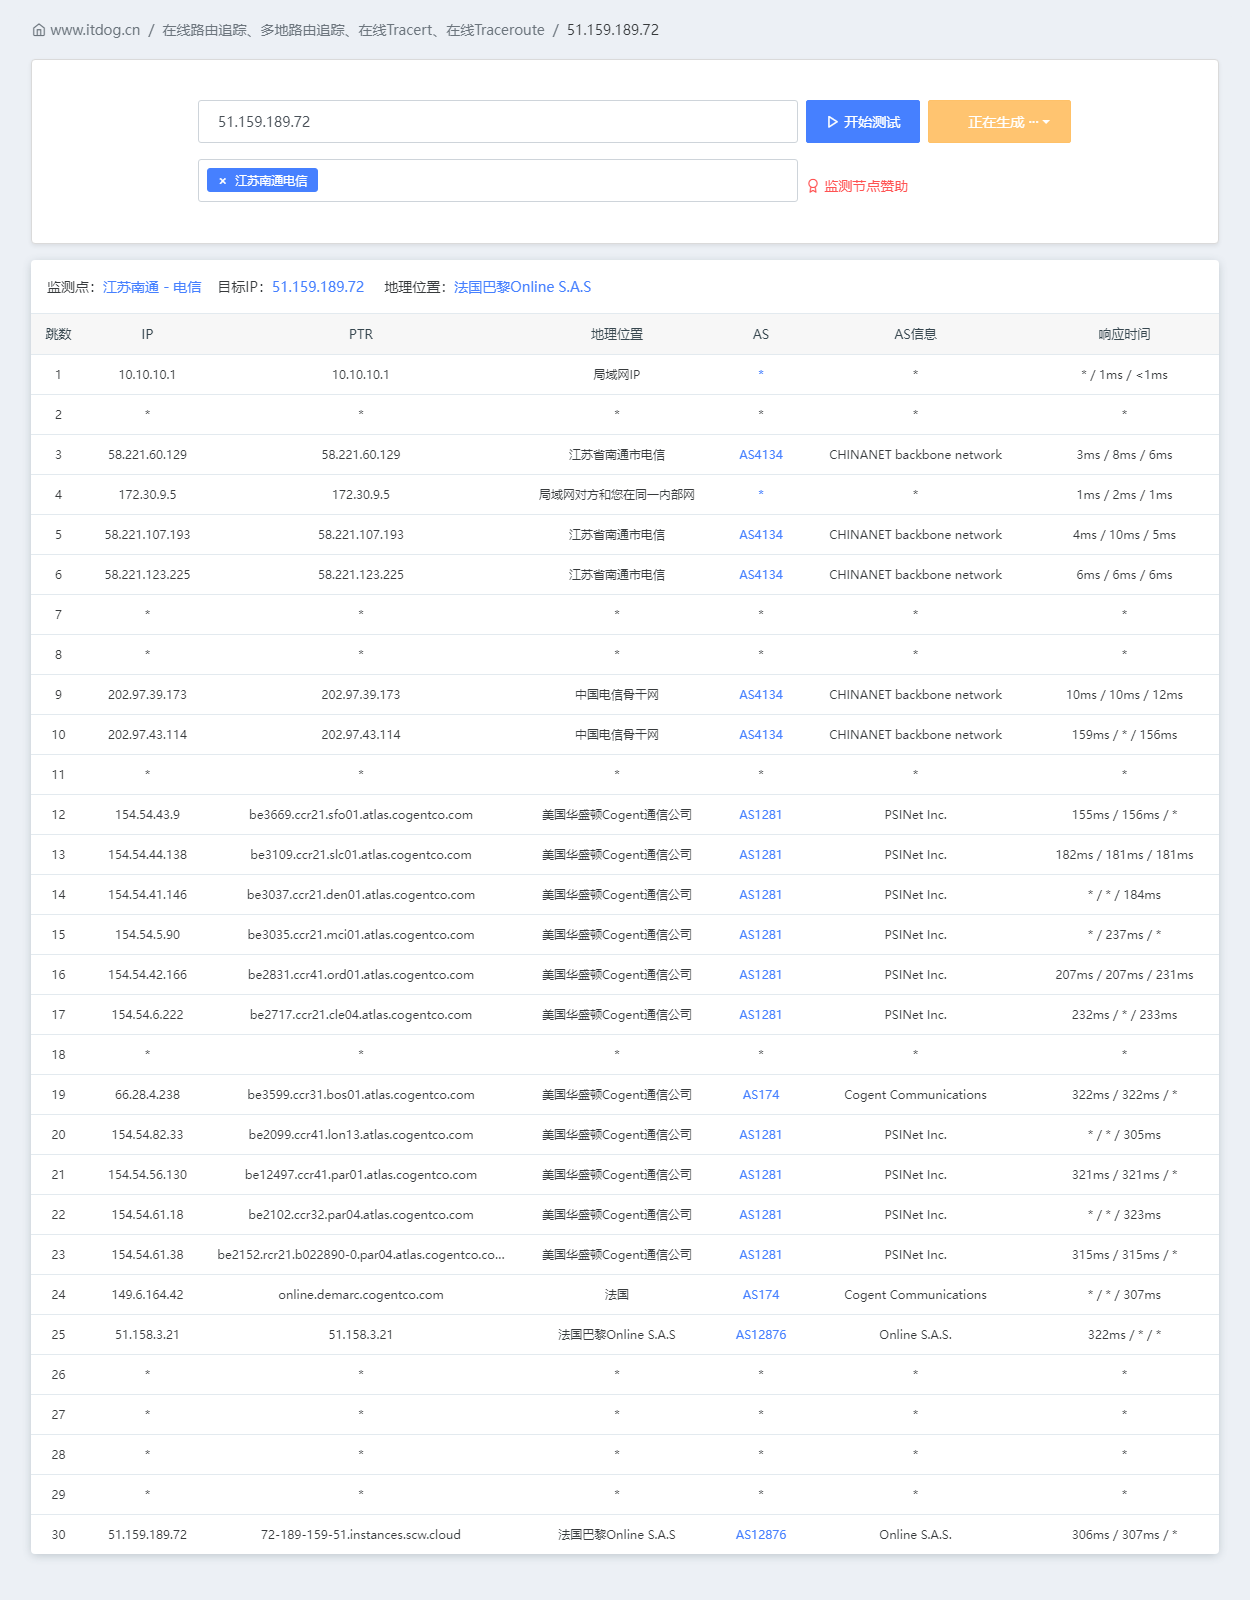 www.itdog.cn / 在线路由追踪、多地路由追踪、在线Tracert、在线Traceroute / 51.159.189.72
51.159.189.72 开始测试 正在生成 ···
× 江苏南通电信 监测节点赞助
监测点：江苏南通 - 电信 目标IP：51.159.189.72 地理位置：法国巴黎Online S.A.S
跳数 IP PTR 地理位置 AS AS信息 响应时间
1 10.10.10.1 10.10.10.1 局域网IP * * * / 1ms / <1ms
2 * * * * * *
3 58.221.60.129 58.221.60.129 江苏省南通市电信 AS4134 CHINANET backbone network 3ms / 8ms / 6ms
4 172.30.9.5 172.30.9.5 局域网对方和您在同一内部网 * * 1ms / 2ms / 1ms
5 58.221.107.193 58.221.107.193 江苏省南通市电信 AS4134 CHINANET backbone network 4ms / 10ms / 5ms
6 58.221.123.225 58.221.123.225 江苏省南通市电信 AS4134 CHINANET backbone network 6ms / 6ms / 6ms
7 * * * * * *
8 * * * * * *
9 202.97.39.173 202.97.39.173 中国电信骨干网 AS4134 CHINANET backbone network 10ms / 10ms / 12ms
10 202.97.43.114 202.97.43.114 中国电信骨干网 AS4134 CHINANET backbone network 159ms / * / 156ms
11 * * * * * *
12 154.54.43.9 be3669.ccr21.sfo01.atlas.cogentco.com 美国华盛顿Cogent通信公司 AS1281 PSINet Inc. 155ms / 156ms / *
13 154.54.44.138 be3109.ccr21.slc01.atlas.cogentco.com 美国华盛顿Cogent通信公司 AS1281 PSINet Inc. 182ms / 181ms / 181ms
14 154.54.41.146 be3037.ccr21.den01.atlas.cogentco.com 美国华盛顿Cogent通信公司 AS1281 PSINet Inc. * / * / 184ms
15 154.54.5.90 be3035.ccr21.mci01.atlas.cogentco.com 美国华盛顿Cogent通信公司 AS1281 PSINet Inc. * / 237ms / *
16 154.54.42.166 be2831.ccr41.ord01.atlas.cogentco.com 美国华盛顿Cogent通信公司 AS1281 PSINet Inc. 207ms / 207ms / 231ms
17 154.54.6.222 be2717.ccr21.cle04.atlas.cogentco.com 美国华盛顿Cogent通信公司 AS1281 PSINet Inc. 232ms / * / 233ms
18 * * * * * *
19 66.28.4.238 be3599.ccr31.bos01.atlas.cogentco.com 美国华盛顿Cogent通信公司 AS174 Cogent Communications 322ms / 322ms / *
20 154.54.82.33 be2099.ccr41.lon13.atlas.cogentco.com 美国华盛顿Cogent通信公司 AS1281 PSINet Inc. * / * / 305ms
21 154.54.56.130 be12497.ccr41.par01.atlas.cogentco.com 美国华盛顿Cogent通信公司 AS1281 PSINet Inc. 321ms / 321ms / *
22 154.54.61.18 be2102.ccr32.par04.atlas.cogentco.com 美国华盛顿Cogent通信公司 AS1281 PSINet Inc. * / * / 323ms
23 154.54.61.38 be2152.rcr21.b022890-0.par04.atlas.cogentco.co... 美国华盛顿Cogent通信公司 AS1281 PSINet Inc. 315ms / 315ms / *
24 149.6.164.42 online.demarc.cogentco.com 法国 AS174 Cogent Communications * / * / 307ms
25 51.158.3.21 51.158.3.21 法国巴黎Online S.A.S AS12876 Online S.A.S. 322ms / * / *
26 * * * * * *
27 * * * * * *
28 * * * * * *
29 * * * * * *
30 51.159.189.72 72-189-159-51.instances.scw.cloud 法国巴黎Online S.A.S AS12876 Online S.A.S. 306ms / 307ms / *